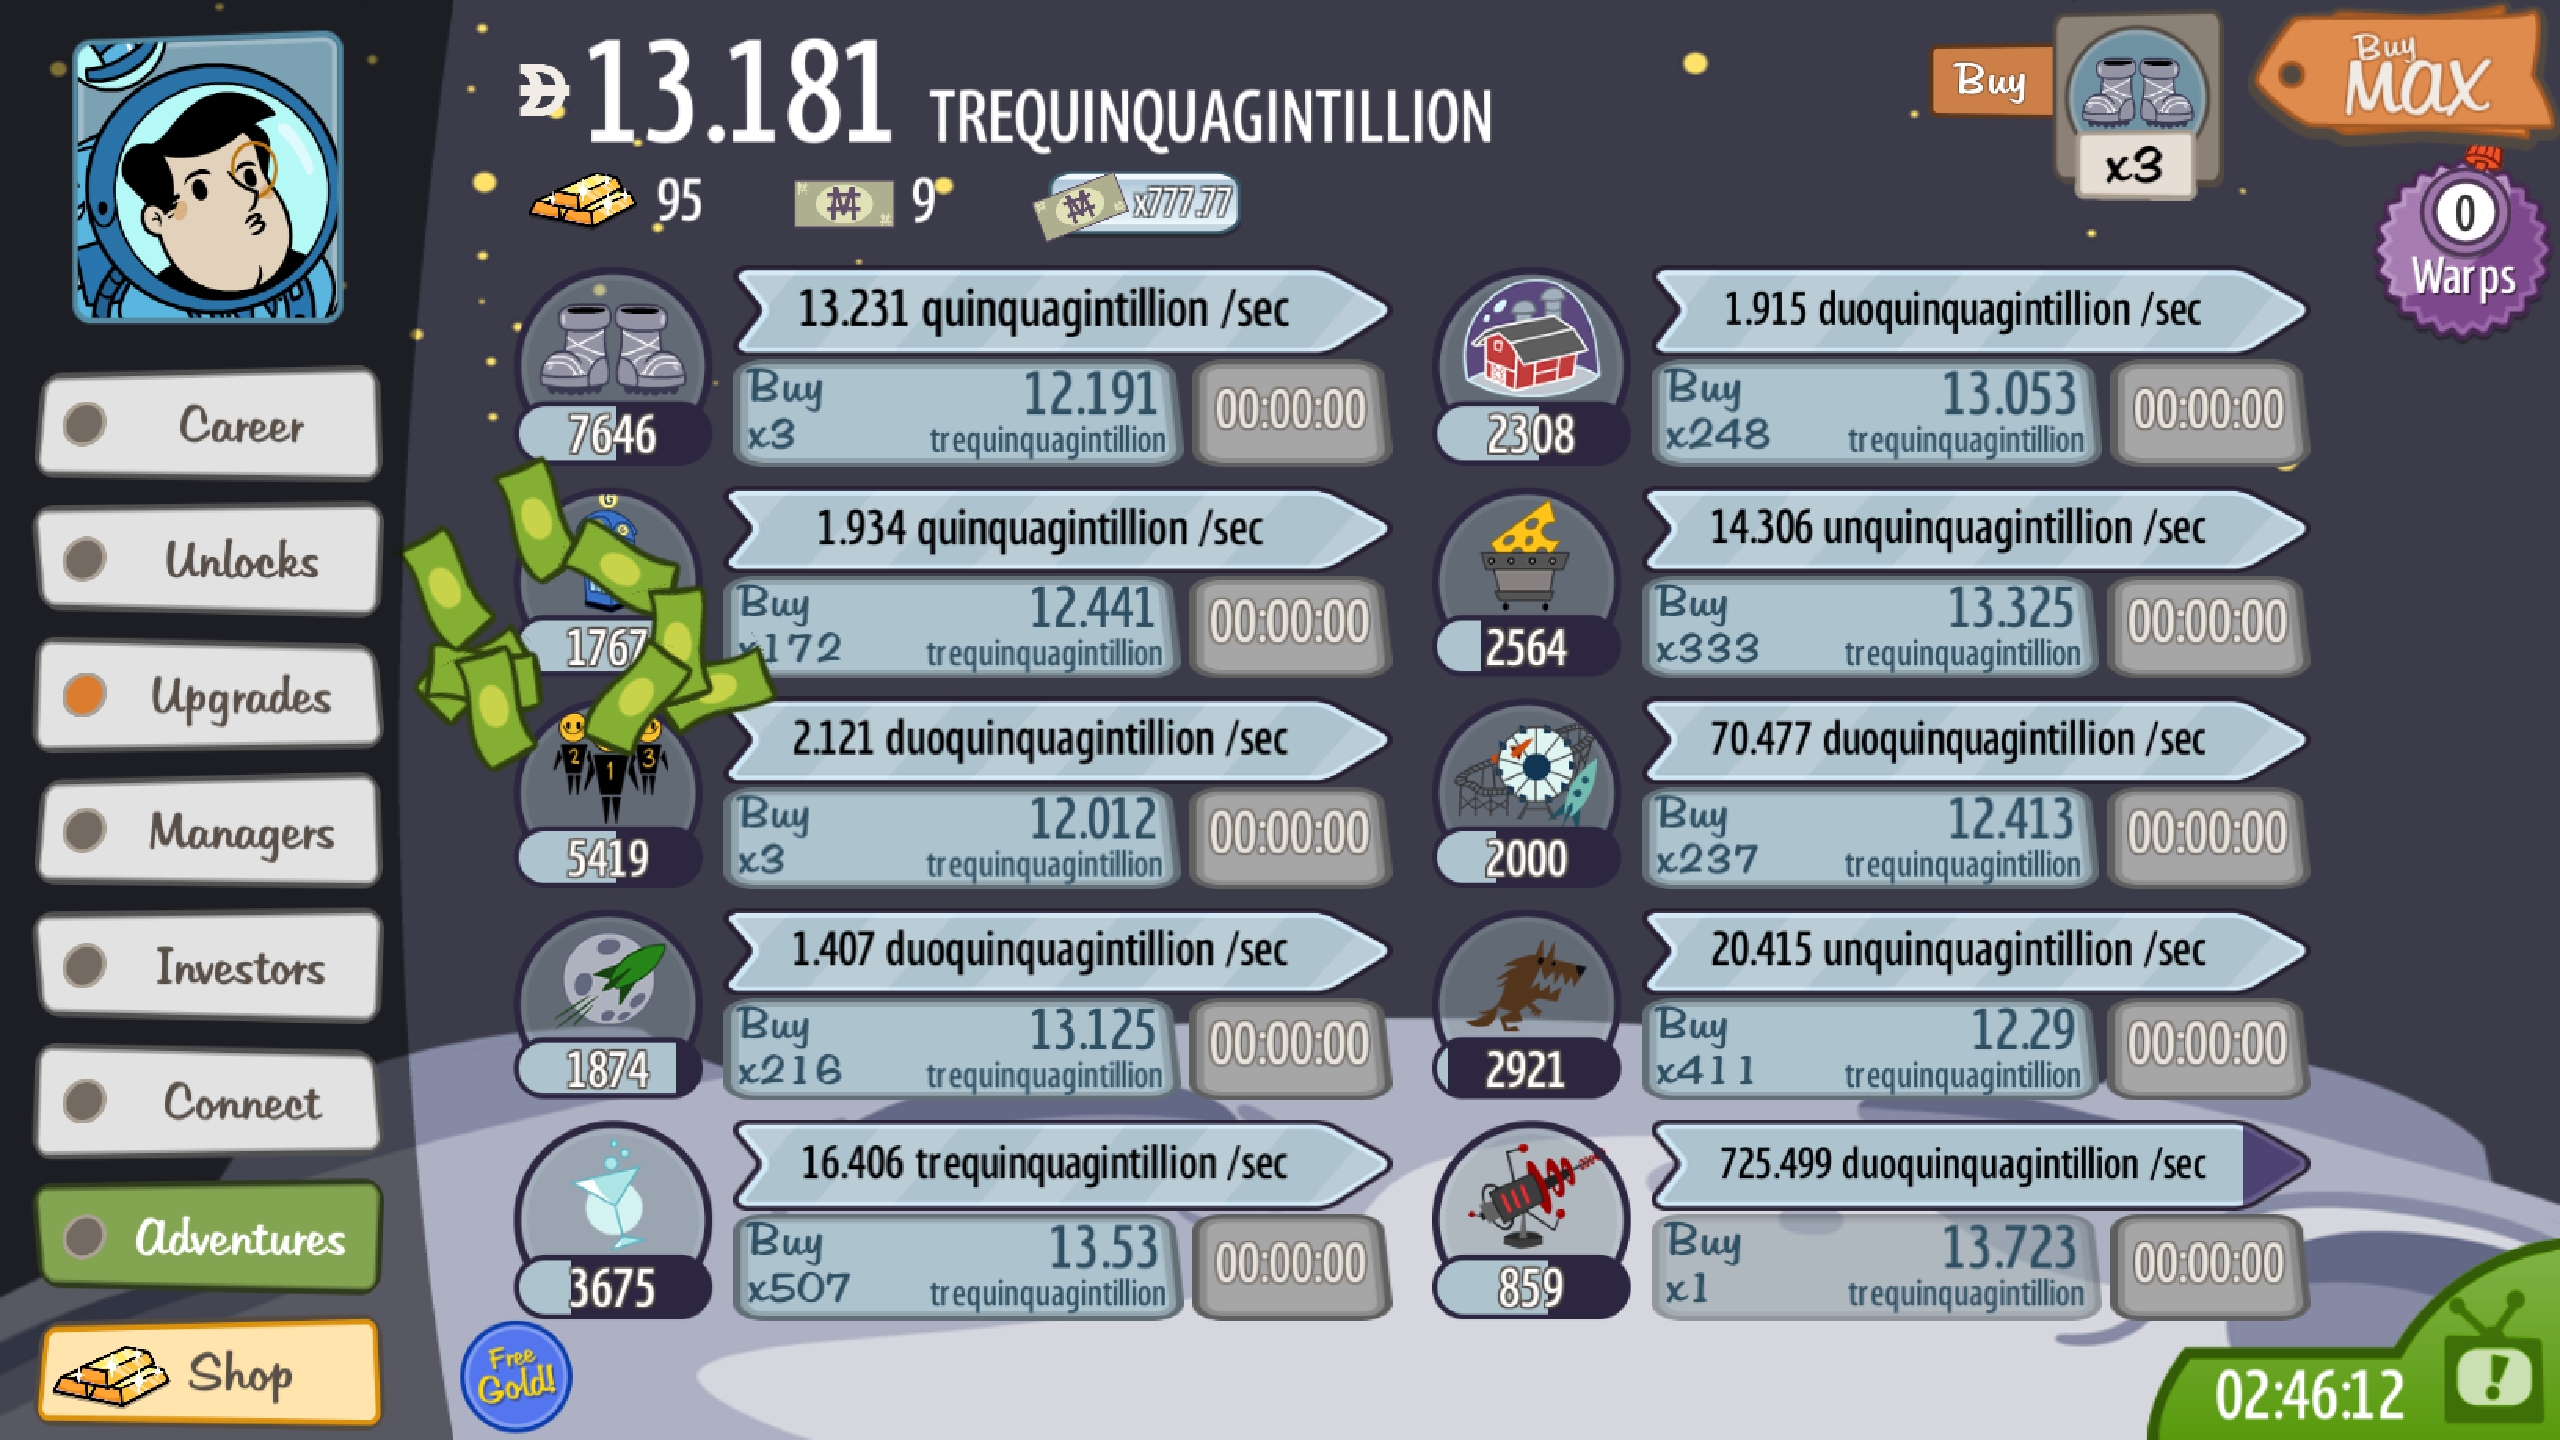 13.181 TREQUINQUAGINTILLION
95
9
x777.77
Buy
x3
Buy
MAX
0
Warps
Career
Unlocks
Upgrades
Managers
Investors
Connect
Adventures
Shop
13.231 quinquagintillion /sec
7646
Buy
x3
12.191
trequinquagintillion
00:00:00
1.934 quinquagintillion /sec
1767
Buy
x172
12.441
trequinquagintillion
00:00:00
2.121 duoquinquagintillion /sec
2 1 3
5419
Buy
x3
12.012
trequinquagintillion
00:00:00
1.407 duoquinquagintillion /sec
1874
Buy
x216
13.125
trequinquagintillion
00:00:00
16.406 trequinquagintillion /sec
3675
Buy
x507
13.53
trequinquagintillion
00:00:00
1.915 duoquinquagintillion /sec
2308
Buy
x248
13.053
trequinquagintillion
00:00:00
14.306 unquinquagintillion /sec
2564
Buy
x333
13.325
trequinquagintillion
00:00:00
70.477 duoquinquagintillion /sec
2000
Buy
x237
12.413
trequinquagintillion
00:00:00
20.415 unquinquagintillion /sec
2921
Buy
x411
12.29
trequinquagintillion
00:00:00
725.499 duoquinquagintillion /sec
859
Buy
x1
13.723
trequinquagintillion
00:00:00
Free
Gold!
02:46:12